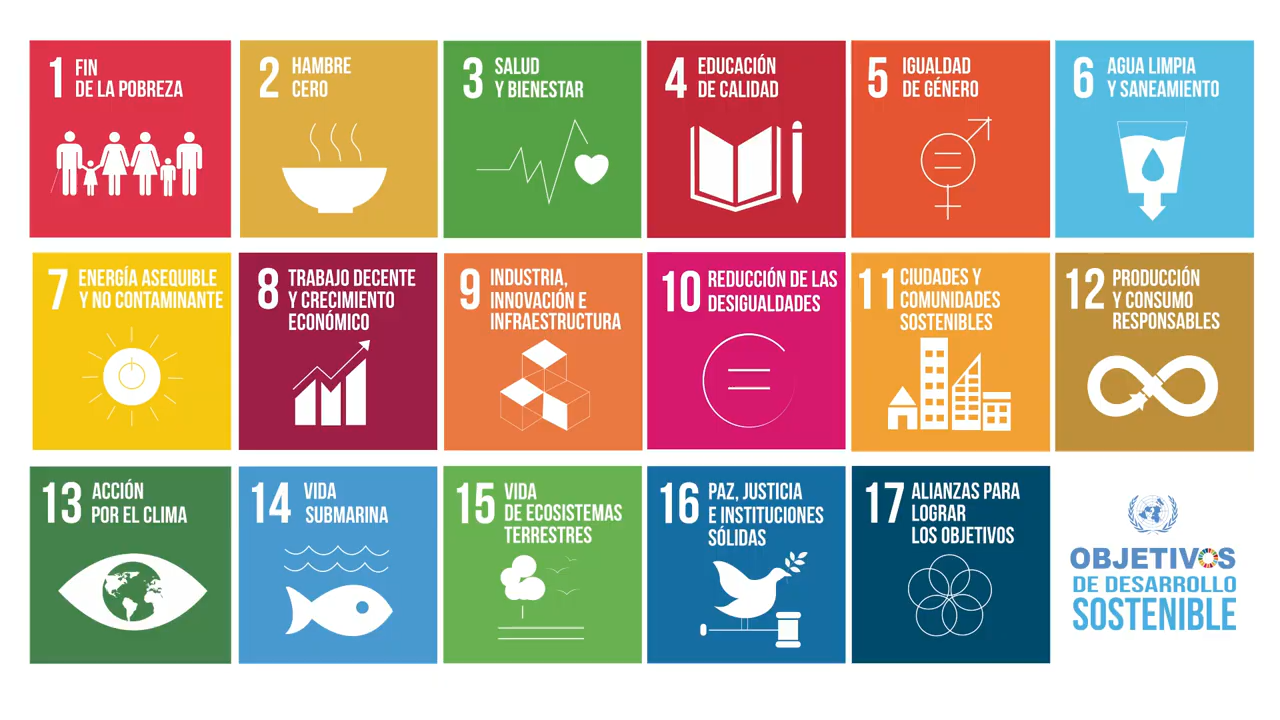 1 FIN
DE LA POBREZA
2 HAMBRE
CERO
3 SALUD
Y BIENESTAR
4 EDUCACIÓN
DE CALIDAD
5 IGUALDAD
DE GÉNERO
6 AGUA LIMPIA
Y SANEAMIENTO
7 ENERGÍA ASEQUIBLE
Y NO CONTAMINANTE
8 TRABAJO DECENTE
Y CRECIMIENTO
ECONÓMICO
9 INDUSTRIA,
INNOVACIÓN E
INFRAESTRUCTURA
10 REDUCCIÓN DE LAS
DESIGUALDADES
11 CIUDADES Y
COMUNIDADES
SOSTENIBLES
12 PRODUCCIÓN
Y CONSUMO
RESPONSABLES
13 ACCIÓN
POR EL CLIMA
14 VIDA
SUBMARINA
15 VIDA
DE ECOSISTEMAS
TERRESTRES
16 PAZ, JUSTICIA
E INSTITUCIONES
SÓLIDAS
17 ALIANZAS PARA
LOGRAR
LOS OBJETIVOS
OBJETIVOS
DE DESARROLLO
SOSTENIBLE